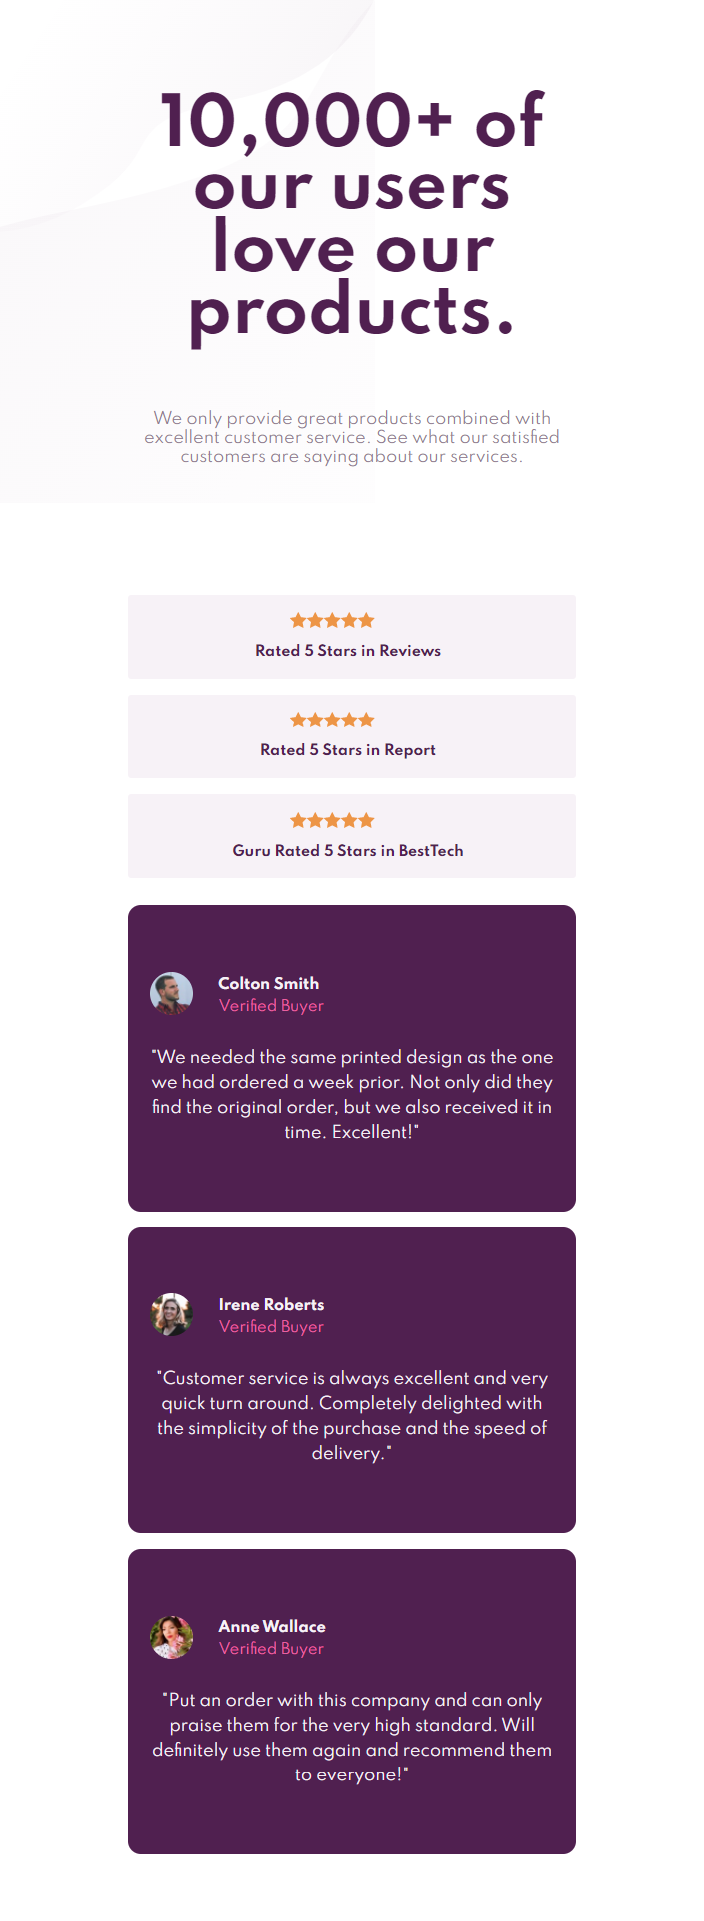 10,000+ of
our users
love our
products.
We only provide great products combined with
excellent customer service. See what our satisfied
customers are saying about our services.
Rated 5 Stars in Reviews
Rated 5 Stars in Report
Guru Rated 5 Stars in BestTech
Colton Smith
Verified Buyer
"We needed the same printed design as the one
we had ordered a week prior. Not only did they
find the original order, but we also received it in
time. Excellent!"
Irene Roberts
Verified Buyer
"Customer service is always excellent and very
quick turn around. Completely delighted with
the simplicity of the purchase and the speed of
delivery."
Anne Wallace
Verified Buyer
"Put an order with this company and can only
praise them for the very high standard. Will
definitely use them again and recommend them
to everyone!"